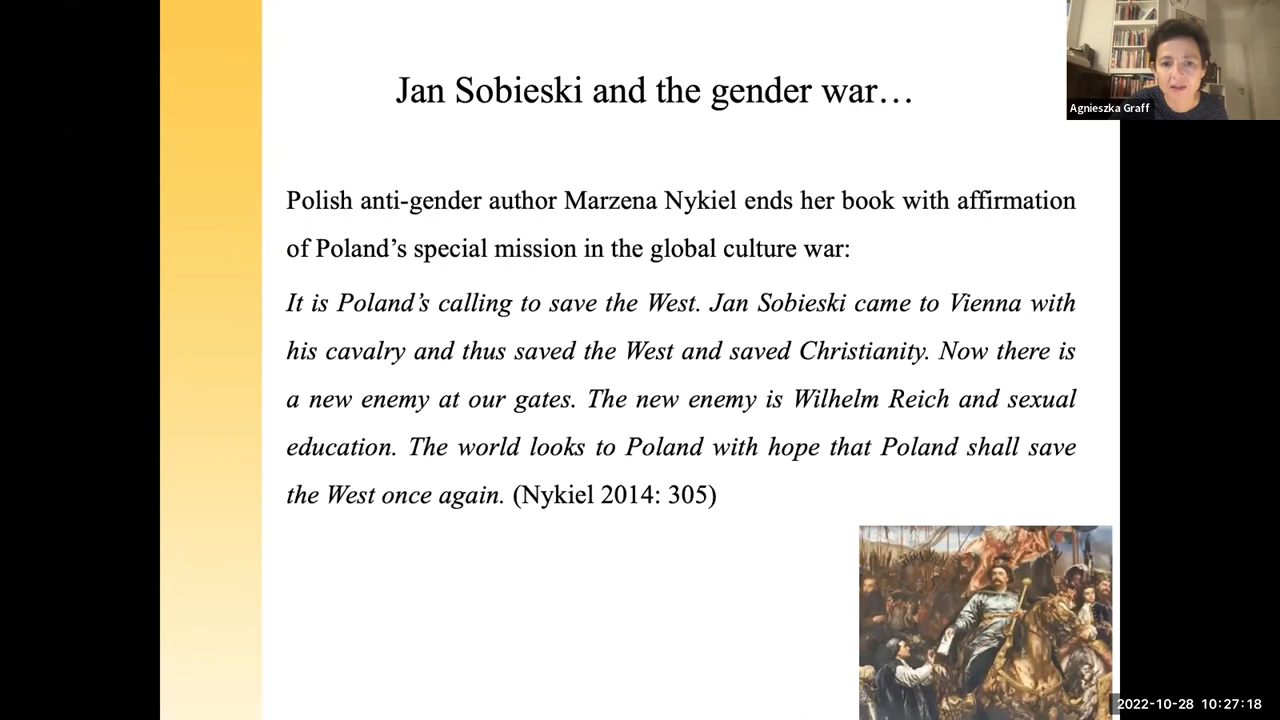 Jan Sobieski and the gender war…
Agnieszka Graff
Polish anti-gender author Marzena Nykiel ends her book with affirmation
of Poland’s special mission in the global culture war:
It is Poland’s calling to save the West. Jan Sobieski came to Vienna with
his cavalry and thus saved the West and saved Christianity. Now there is
a new enemy at our gates. The new enemy is Wilhelm Reich and sexual
education. The world looks to Poland with hope that Poland shall save
the West once again. (Nykiel 2014: 305)
2022-10-28 10:27:18